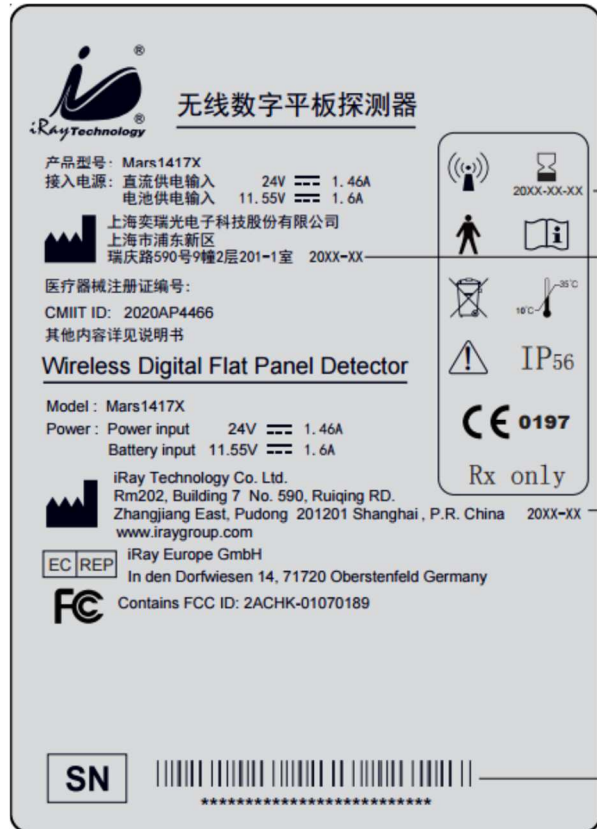 ®
®
iRayTechnology
无线数字平板探测器
产品型号: Mars1417X
接入电源: 直流供电输入 24V 1.46A
电池供电输入 11.55V 1.6A
上海奕瑞光电子科技股份有限公司
上海市浦东新区
瑞庆路590号9幢2层201-1室 20XX-XX
医疗器械注册证编号:
CMIIT ID: 2020AP4466
其他内容详见说明书
20XX-XX-XX
i
35℃
10℃
IP56
CE 0197
Rx only
Wireless Digital Flat Panel Detector
Model : Mars1417X
Power : Power input 24V 1.46A
Battery input 11.55V 1.6A
iRay Technology Co. Ltd.
Rm202, Building 7 No. 590, Ruiqing RD.
Zhangjiang East, Pudong 201201 Shanghai , P.R. China 20XX-XX
www.iraygroup.com
EC REP
iRay Europe GmbH
In den Dorfwiesen 14, 71720 Oberstenfeld Germany
FC Contains FCC ID: 2ACHK-01070189
SN
**************************